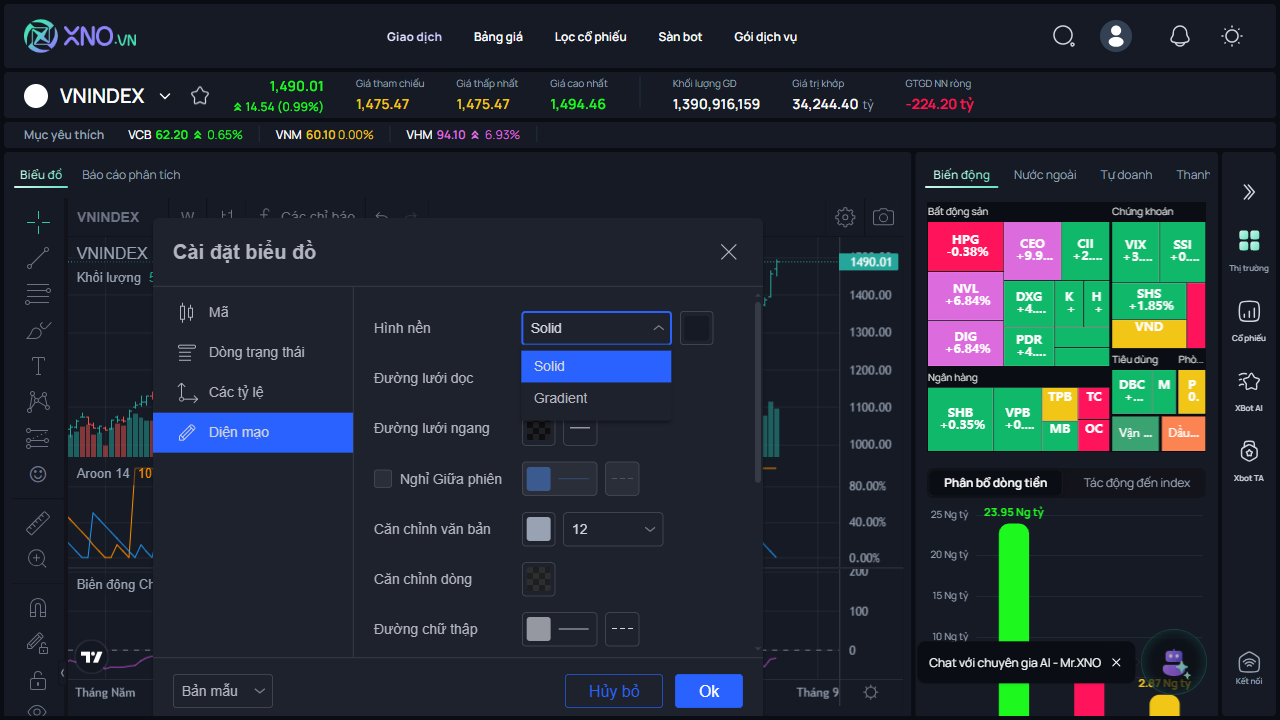 XNO.VN
Giao dịch
Bảng giá
Lọc cổ phiếu
Sàn bot
Gói dịch vụ
VNINDEX
1,490.01
14.54 (0.99%)
Giá tham chiếu
1,475.47
Giá thấp nhất
1,475.47
Giá cao nhất
1,494.46
Khối lượng GD
1,390,916,159
Giá trị khớp
34,244.40 tỷ
GTGD NN ròng
-224.20 tỷ
Mục yêu thích
VCB 62.20 0.65%
VNM 60.10 0.00%
VHM 94.10 6.93%
Biểu đồ
Báo cáo phân tích
VNINDEX
W
Các chỉ báo
VNINDEX
Khối lượng
Aroon 14
10
Biên động Ch
Tháng Năm
Tháng 9
1490.01
1400.00
1300.00
1200.00
1100.00
1000.00
80.00%
40.00%
0.00%
200
100
0
Cài đặt biểu đồ
Mã
Dòng trạng thái
Các tỷ lệ
Diện mạo
Hình nền
Solid
Solid
Gradient
Đường lưới dọc
Đường lưới ngang
Nghỉ Giữa phiên
Căn chỉnh văn bản
12
Căn chỉnh dòng
Đường chữ thập
Bản mẫu
Hủy bỏ
Ok
Biến động
Nước ngoài
Tự doanh
Thanh
Bất động sản
Chứng khoán
HPG
-0.38%
CEO
+9.9...
CII
+2....
VIX
+3....
SSI
+0....
NVL
+6.84%
DXG
+4....
K
+
H
+
SHS
+1.85%
DIG
+6.84%
PDR
+4....
VND
Tiêu dùng
Phò...
Ngân hàng
DBC
+...
M
P
0.
SHB
+0.35%
VPB
+0....
TPB
TC
MB
OC
Vận ...
Dầu...
Phân bổ dòng tiền
Tác động đến index
25 Ng tỷ
20 Ng tỷ
15 Ng tỷ
10 Ng tỷ
23.95 Ng tỷ
2.67 Ng tỷ
Chat với chuyên gia AI - Mr.XNO
Thị trường
Cổ phiếu
XBot AI
Xbot TA
Kết nối